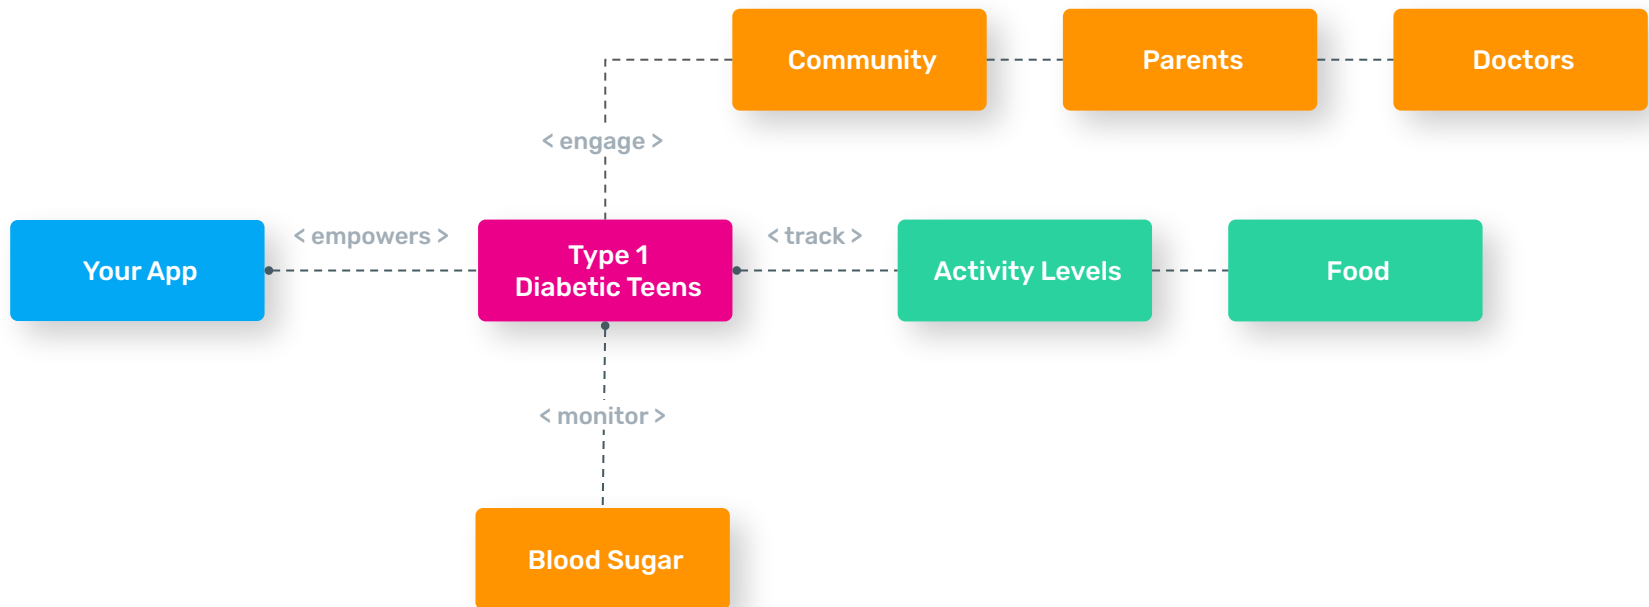 Community
Parents
Doctors
< engage >
Your App
< empowers >
Type 1
Diabetic Teens
< track >
Activity Levels
Food
< monitor >
Blood Sugar